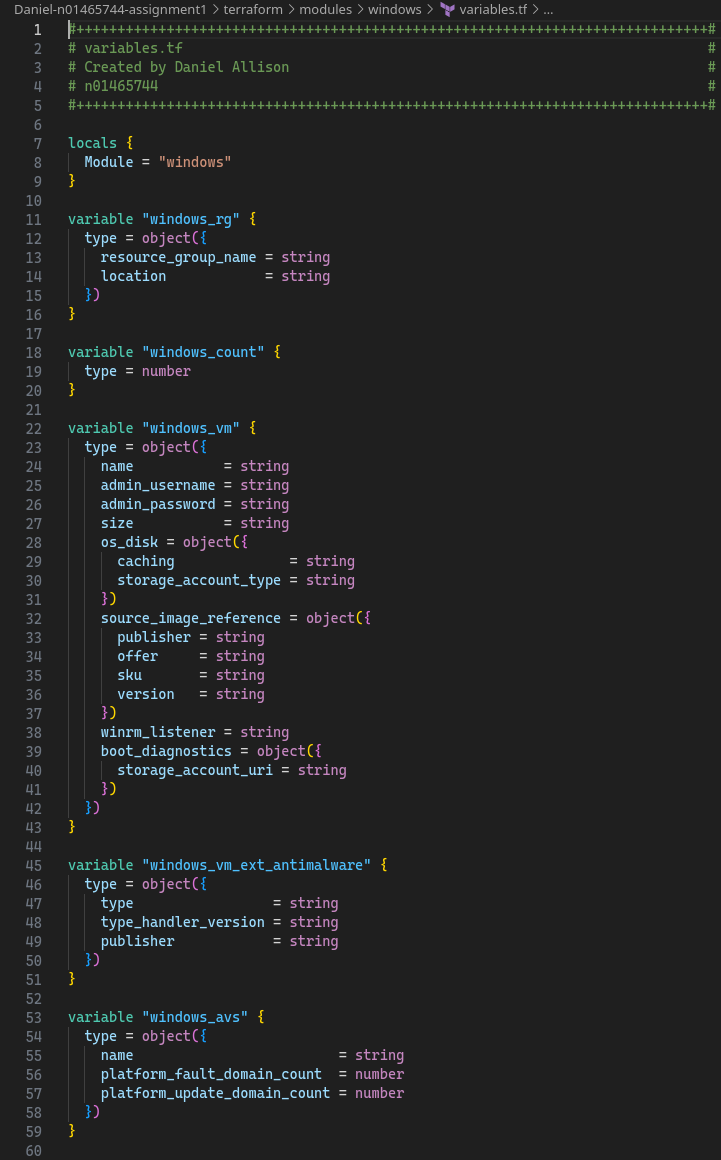 Daniel-n01465744-assignment1 > terraform > modules > windows > variables.tf > ...
1 #+++++++++++++++++++++++++++++++++++++++++++++++++++++++++++++++++++++++++++++#
2 # variables.tf                                                                #
3 # Created by Daniel Allison                                                   #
4 # n01465744                                                                   #
5 #+++++++++++++++++++++++++++++++++++++++++++++++++++++++++++++++++++++++++++++#
6
7 locals {
8   Module = "windows"
9 }
10
11 variable "windows_rg" {
12   type = object({
13     resource_group_name = string
14     location            = string
15   })
16 }
17
18 variable "windows_count" {
19   type = number
20 }
21
22 variable "windows_vm" {
23   type = object({
24     name           = string
25     admin_username = string
26     admin_password = string
27     size           = string
28     os_disk = object({
29       caching              = string
30       storage_account_type = string
31     })
32     source_image_reference = object({
33       publisher = string
34       offer     = string
35       sku       = string
36       version   = string
37     })
38     winrm_listener = string
39     boot_diagnostics = object({
40       storage_account_uri = string
41     })
42   })
43 }
44
45 variable "windows_vm_ext_antimalware" {
46   type = object({
47     type                 = string
48     type_handler_version = string
49     publisher            = string
50   })
51 }
52
53 variable "windows_avs" {
54   type = object({
55     name                         = string
56     platform_fault_domain_count  = number
57     platform_update_domain_count = number
58   })
59 }
60